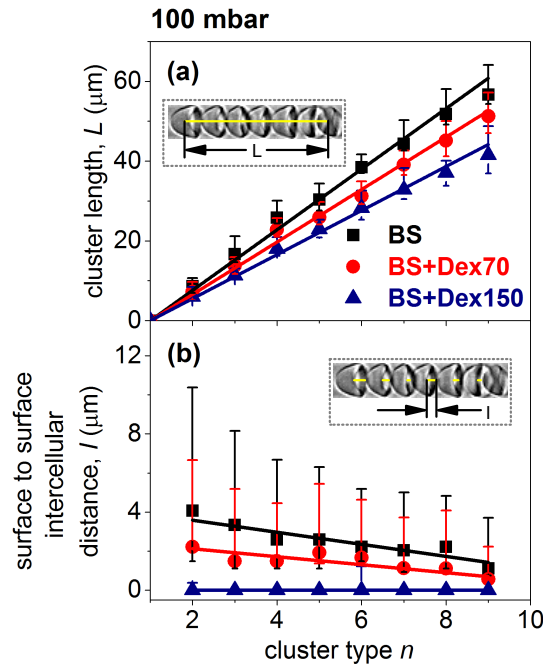 100 mbar
(a)
L
60
40
20
0
cluster length, L (μm)
BS
BS+Dex70
BS+Dex150
(b)
l
12
8
4
0
surface to surface
intercellular
distance, l (μm)
2 4 6 8 10
cluster type n